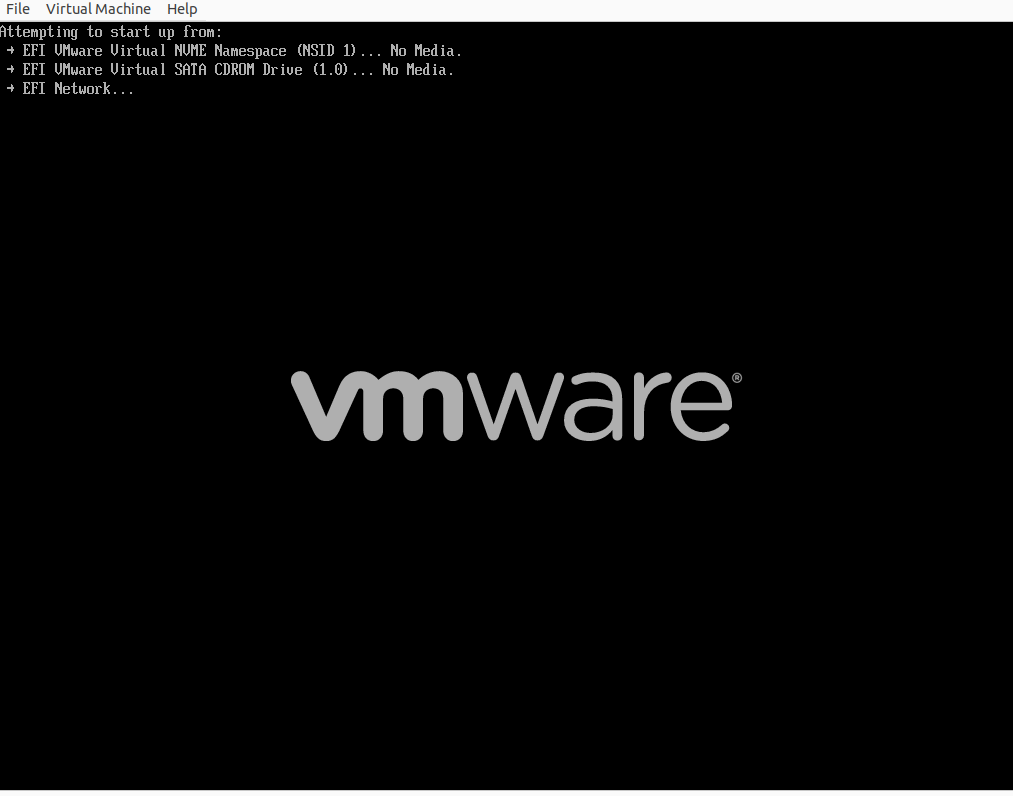 File Virtual Machine Help
Attempting to start up from:
→ EFI VMware Virtual NVME Namespace (NSID 1)... No Media.
→ EFI VMware Virtual SATA CDROM Drive (1.0)... No Media.
→ EFI Network...
vmware®